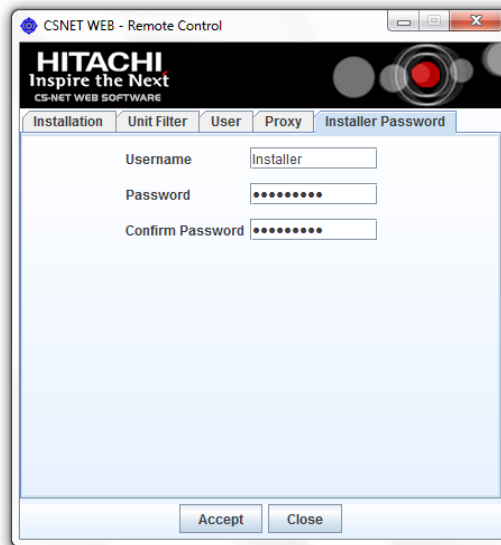 CSNET WEB - Remote Control
HITACHI
Inspire the Next
CS-NET WEB SOFTWARE
Installation Unit Filter User Proxy Installer Password
Username Installer
Password •••••••••
Confirm Password •••••••••
Accept Close